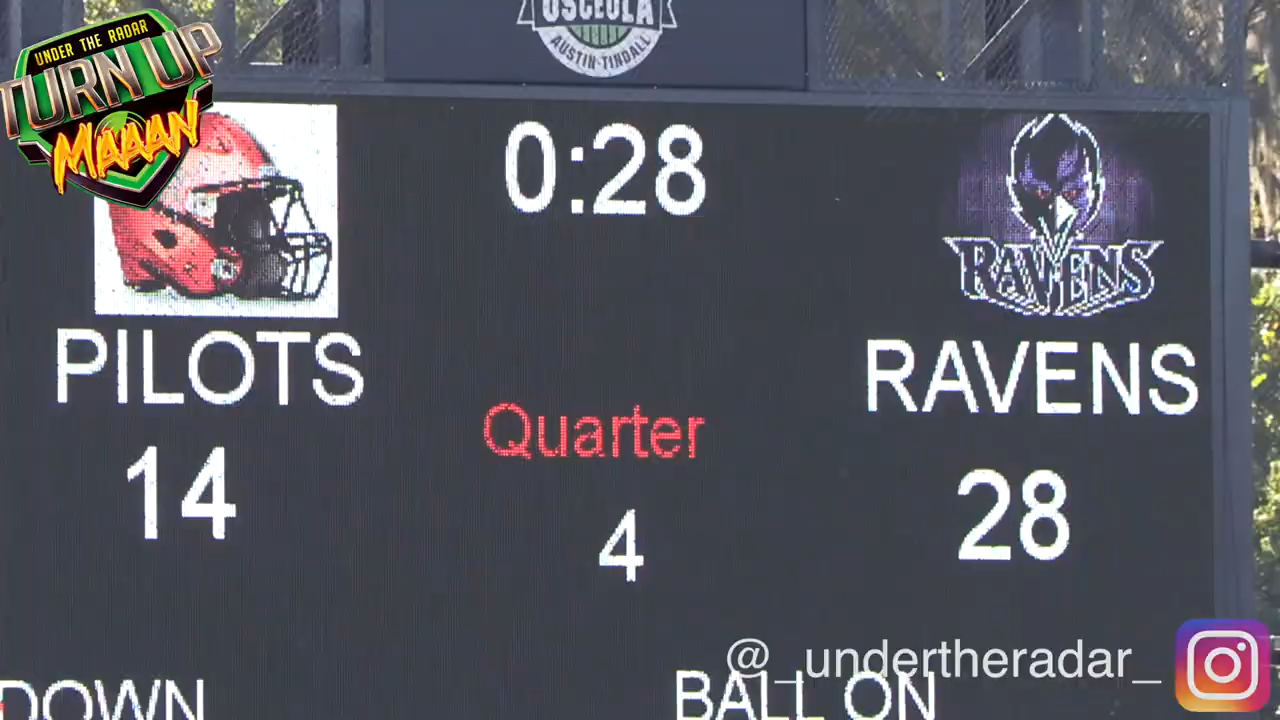 OSCEOLA
AUSTIN-TINDALL
UNDER THE RADAR
TURN UP
MAAAN
0:28
RAVENS
PILOTS
RAVENS
Quarter
14
28
4
@_undertheradar_
DOWN
BALL ON